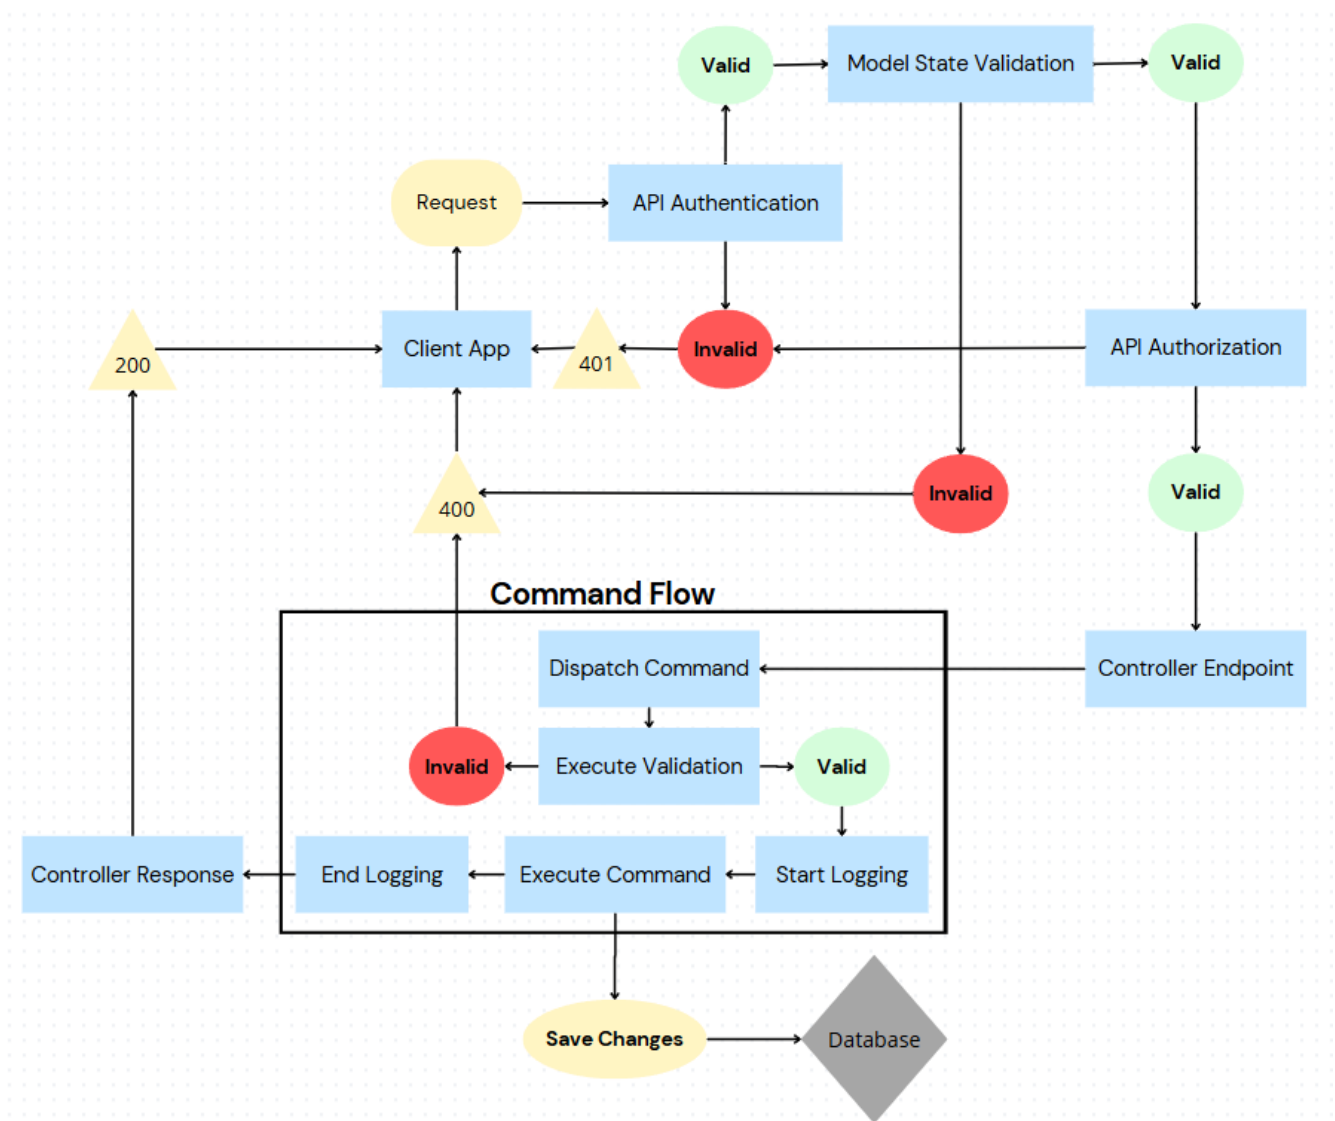 Valid
Model State Validation
Valid
Request
API Authentication
200
Client App
401
Invalid
API Authorization
400
Invalid
Valid
Command Flow
Dispatch Command
Controller Endpoint
Invalid
Execute Validation
Valid
Controller Response
End Logging
Execute Command
Start Logging
Save Changes
Database